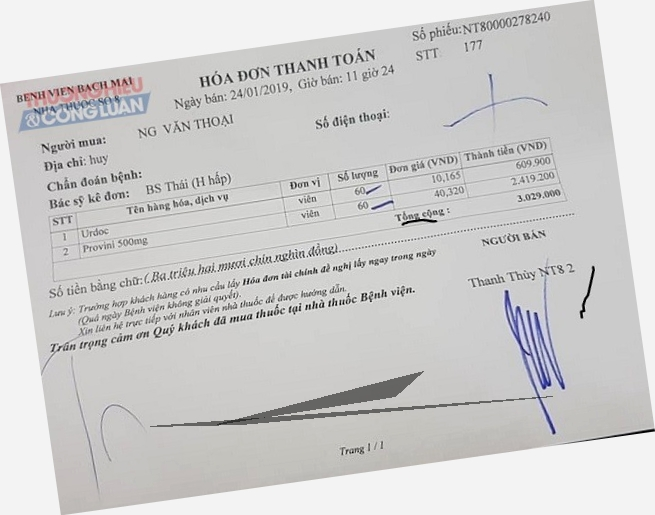 Số phiếu:NT80000278240
STT: 177
BỆNH VIỆN BẠCH MAI
NHÀ THUỐC SỐ 8
THƯƠNG HIỆU
& CÔNG LUẬN
HÓA ĐƠN THANH TOÁN
Ngày bán: 24/01/2019, Giờ bán: 11 giờ 24
Người mua: NG VĂN THOẠI
Số điện thoại:
Địa chỉ: huy
Chẩn đoán bệnh:
Bác sỹ kê đơn: BS Thái (H hấp)
STT Tên hàng hóa, dịch vụ Đơn vị Số lượng Đơn giá (VND) Thành tiền (VND)
1 Urdoc viên 60 10,165 609,900
2 Provini 500mg viên 60 40,320 2.419.200
Tổng cộng : 3.029.000
Số tiền bằng chữ:( Ba triệu hai mươi chín nghìn đồng)
Lưu ý: Trường hợp khách hàng có nhu cầu lấy Hóa đơn tài chính đề nghị lấy ngay trong ngày
(Quá ngày Bệnh viện không giải quyết).
Xin liên hệ trực tiếp với nhân viên nhà thuốc để được hướng dẫn.
Trân trọng cảm ơn Quý khách đã mua thuốc tại nhà thuốc Bệnh viện.
NGƯỜI BÁN
Thanh Thủy NT8 2
Trang 1 / 1